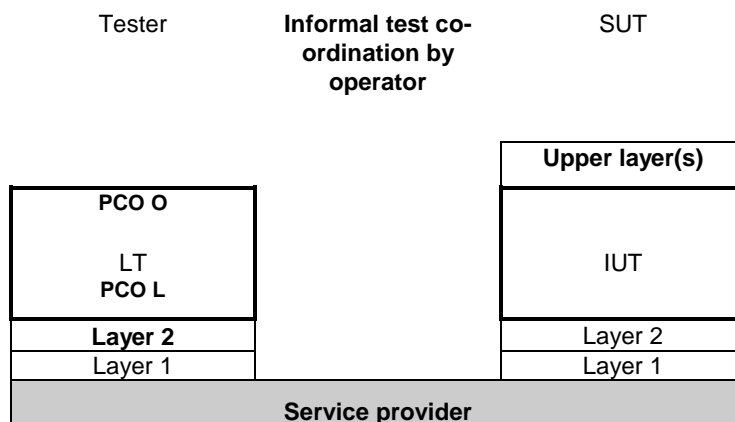 Tester
Informal test co-
ordination by
operator
SUT
Upper layer(s)
PCO O
LT
PCO L
IUT
Layer 2
Layer 2
Layer 1
Layer 1
Service provider